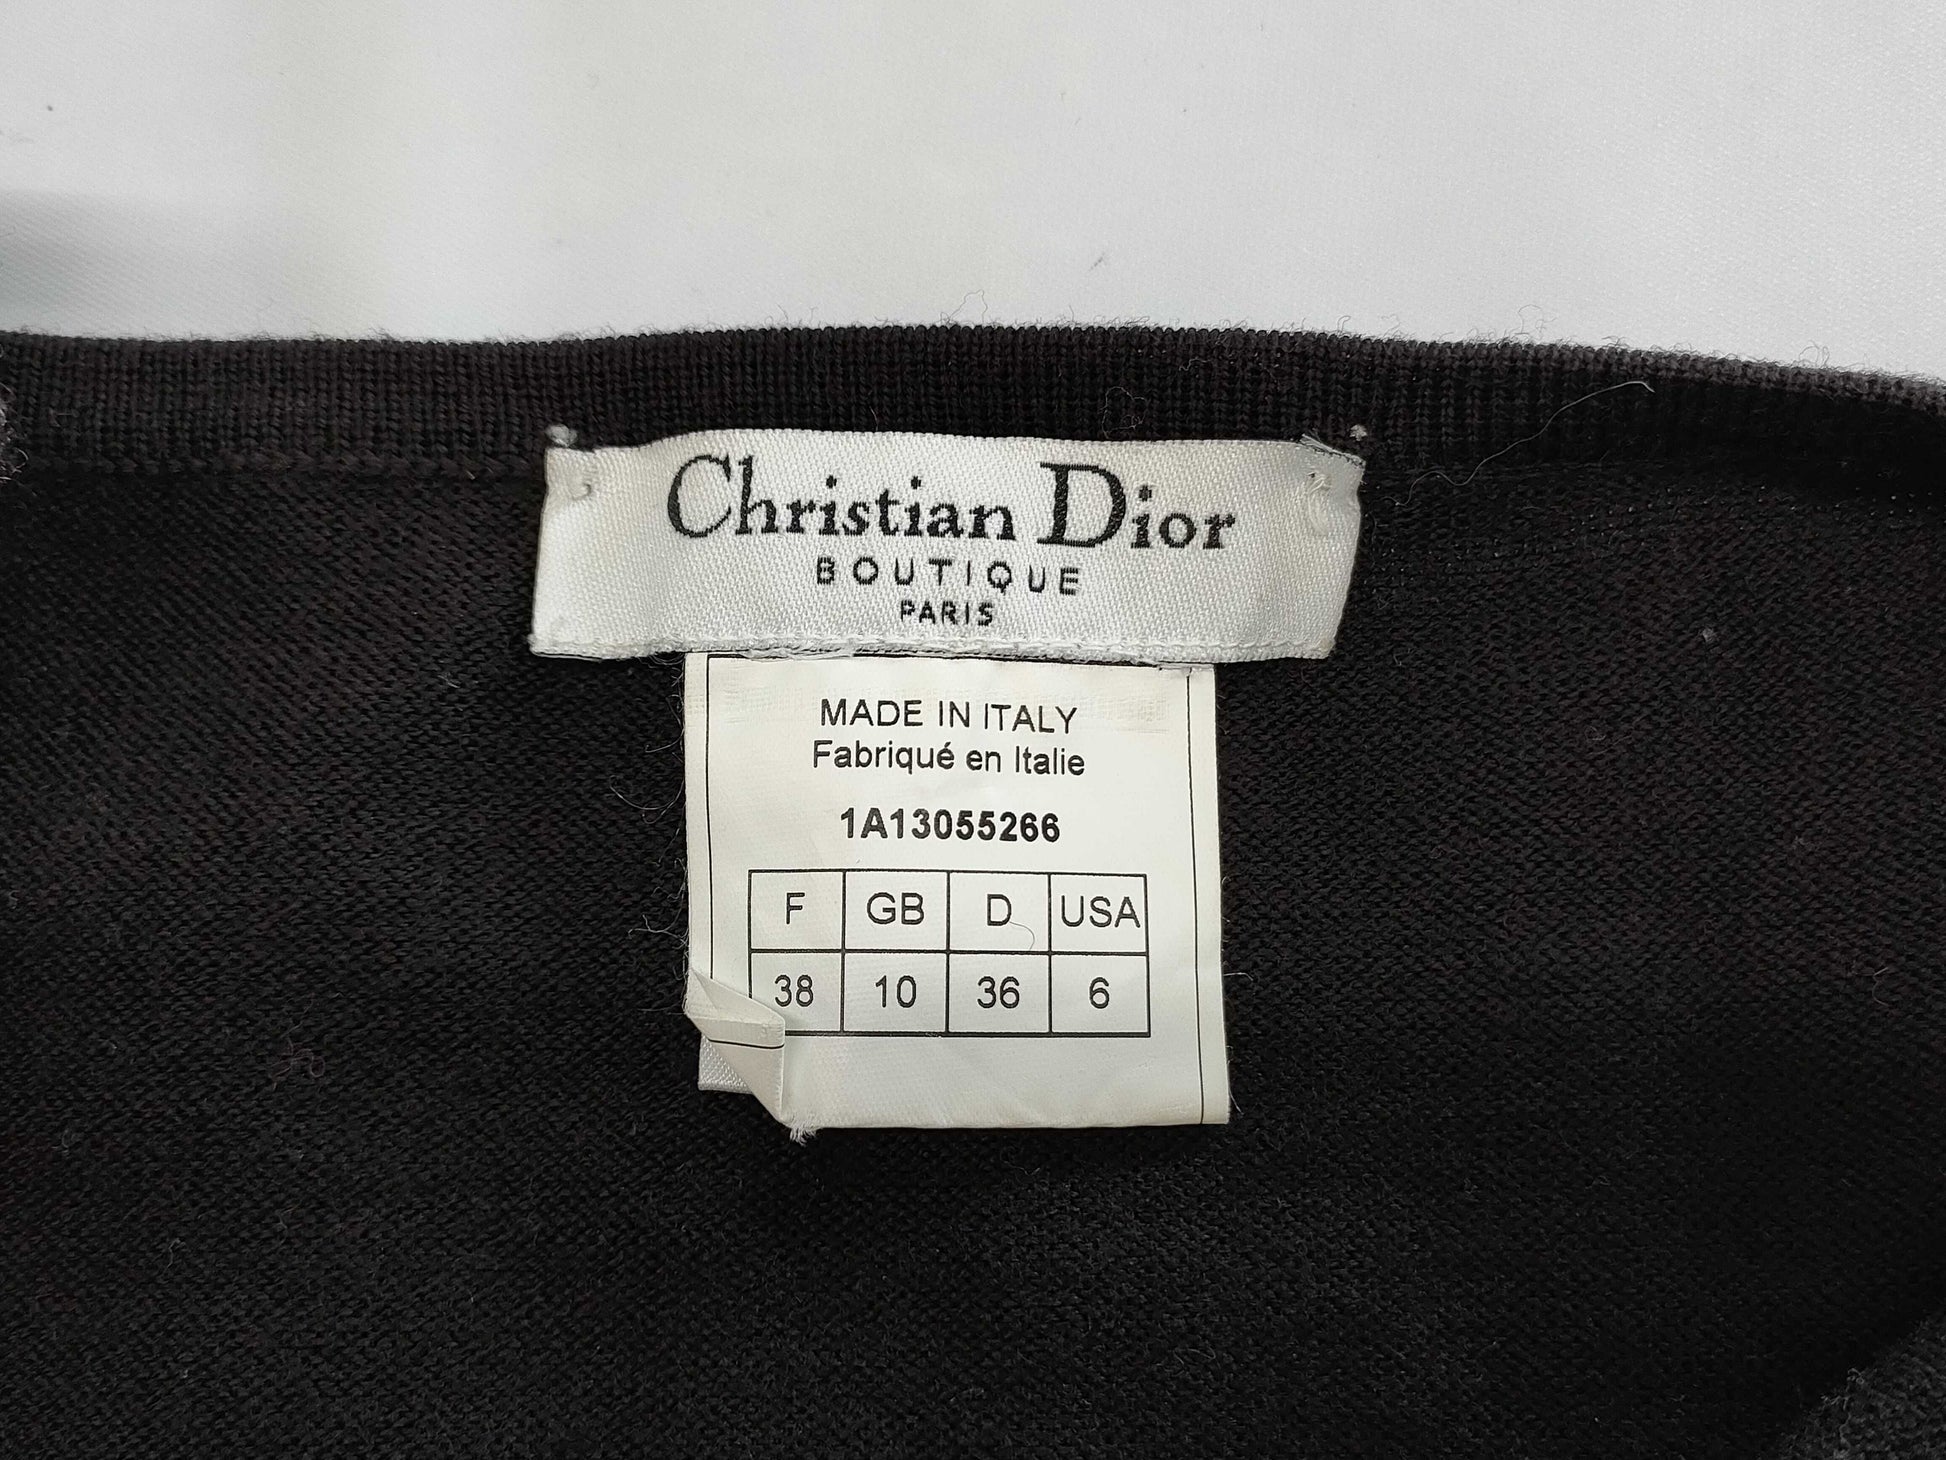 Christian Dior
BOUTIQUE
PARIS
MADE IN ITALY
Fabriqué en Italie
1A13055266
F GB D USA
38 10 36 6